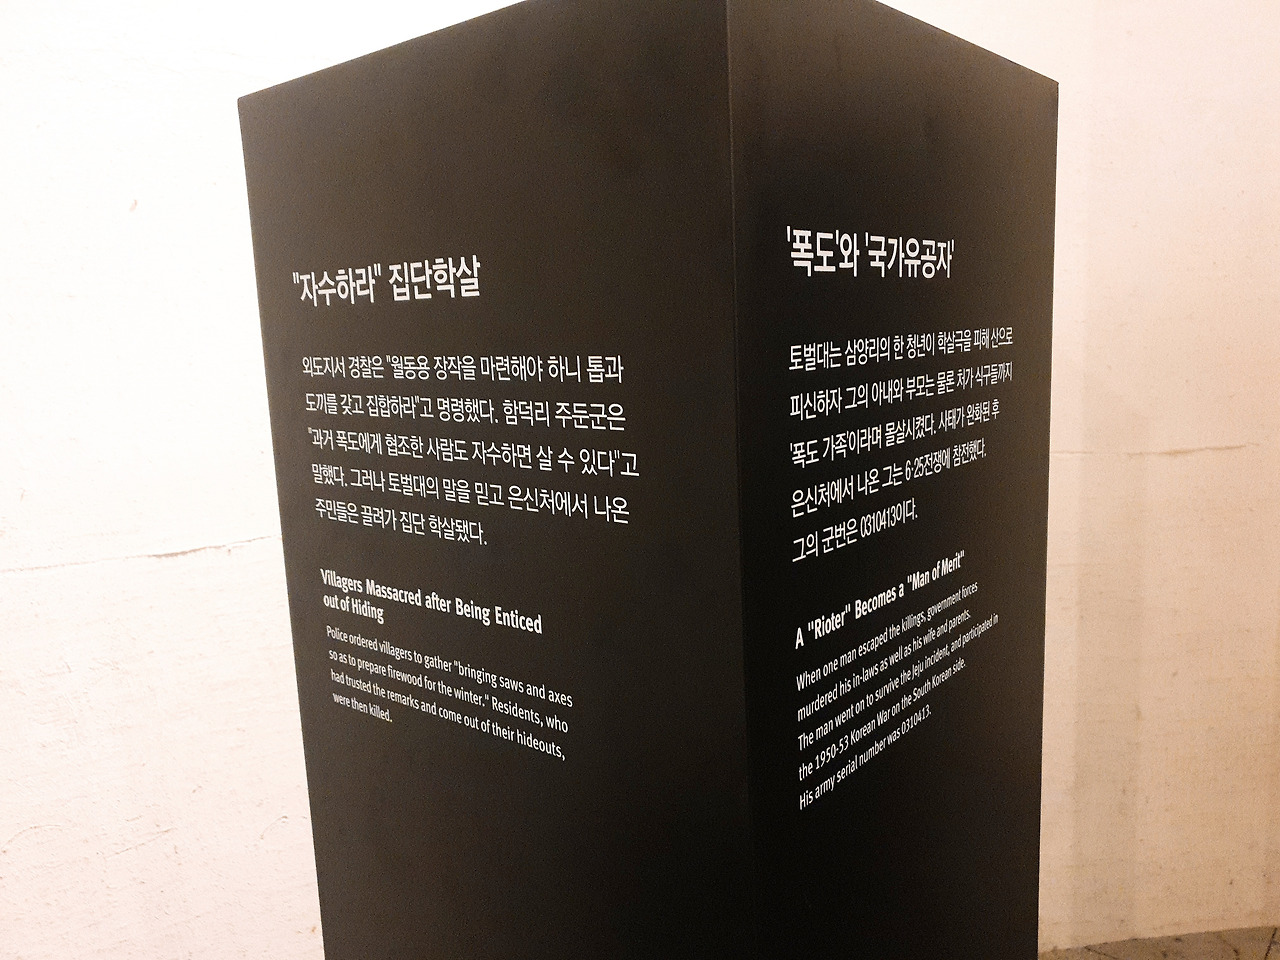 "자수하라" 집단학살
외도지서 경찰은 "월동용 장작을 마련해야 하니 톱과
도끼를 갖고 집합하라"고 명령했다. 함덕리 주둔군은
"과거 폭도에게 협조한 사람도 자수하면 살 수 있다"고
말했다. 그러나 토벌대의 말을 믿고 은신처에서 나온
주민들은 끌려가 집단 학살됐다.
Villagers Massacred after Being Enticed
out of Hiding
Police ordered villagers to gather "bringing saws and axes
so as to prepare firewood for the winter." Residents, who
had trusted the remarks and come out of their hideouts,
were then killed.
'폭도'와 '국가유공자'
토벌대는 삼양리의 한 청년이 학살극을 피해 산으로
피신하자 그의 아내와 부모는 물론 처가 식구들까지
'폭도 가족'이라며 몰살시켰다. 사태가 완화된 후
은신처에서 나온 그는 6·25전쟁에 참전했다.
그의 군번은 0310413이다.
A "Rioter" Becomes a "Man of Merit"
When one man escaped the killings, government forces
murdered his in-laws as well as his wife and parents.
The man went on to survive the Jeju incident, and participated in
the 1950-53 Korean War on the South Korean side.
His army serial number was 0310413.